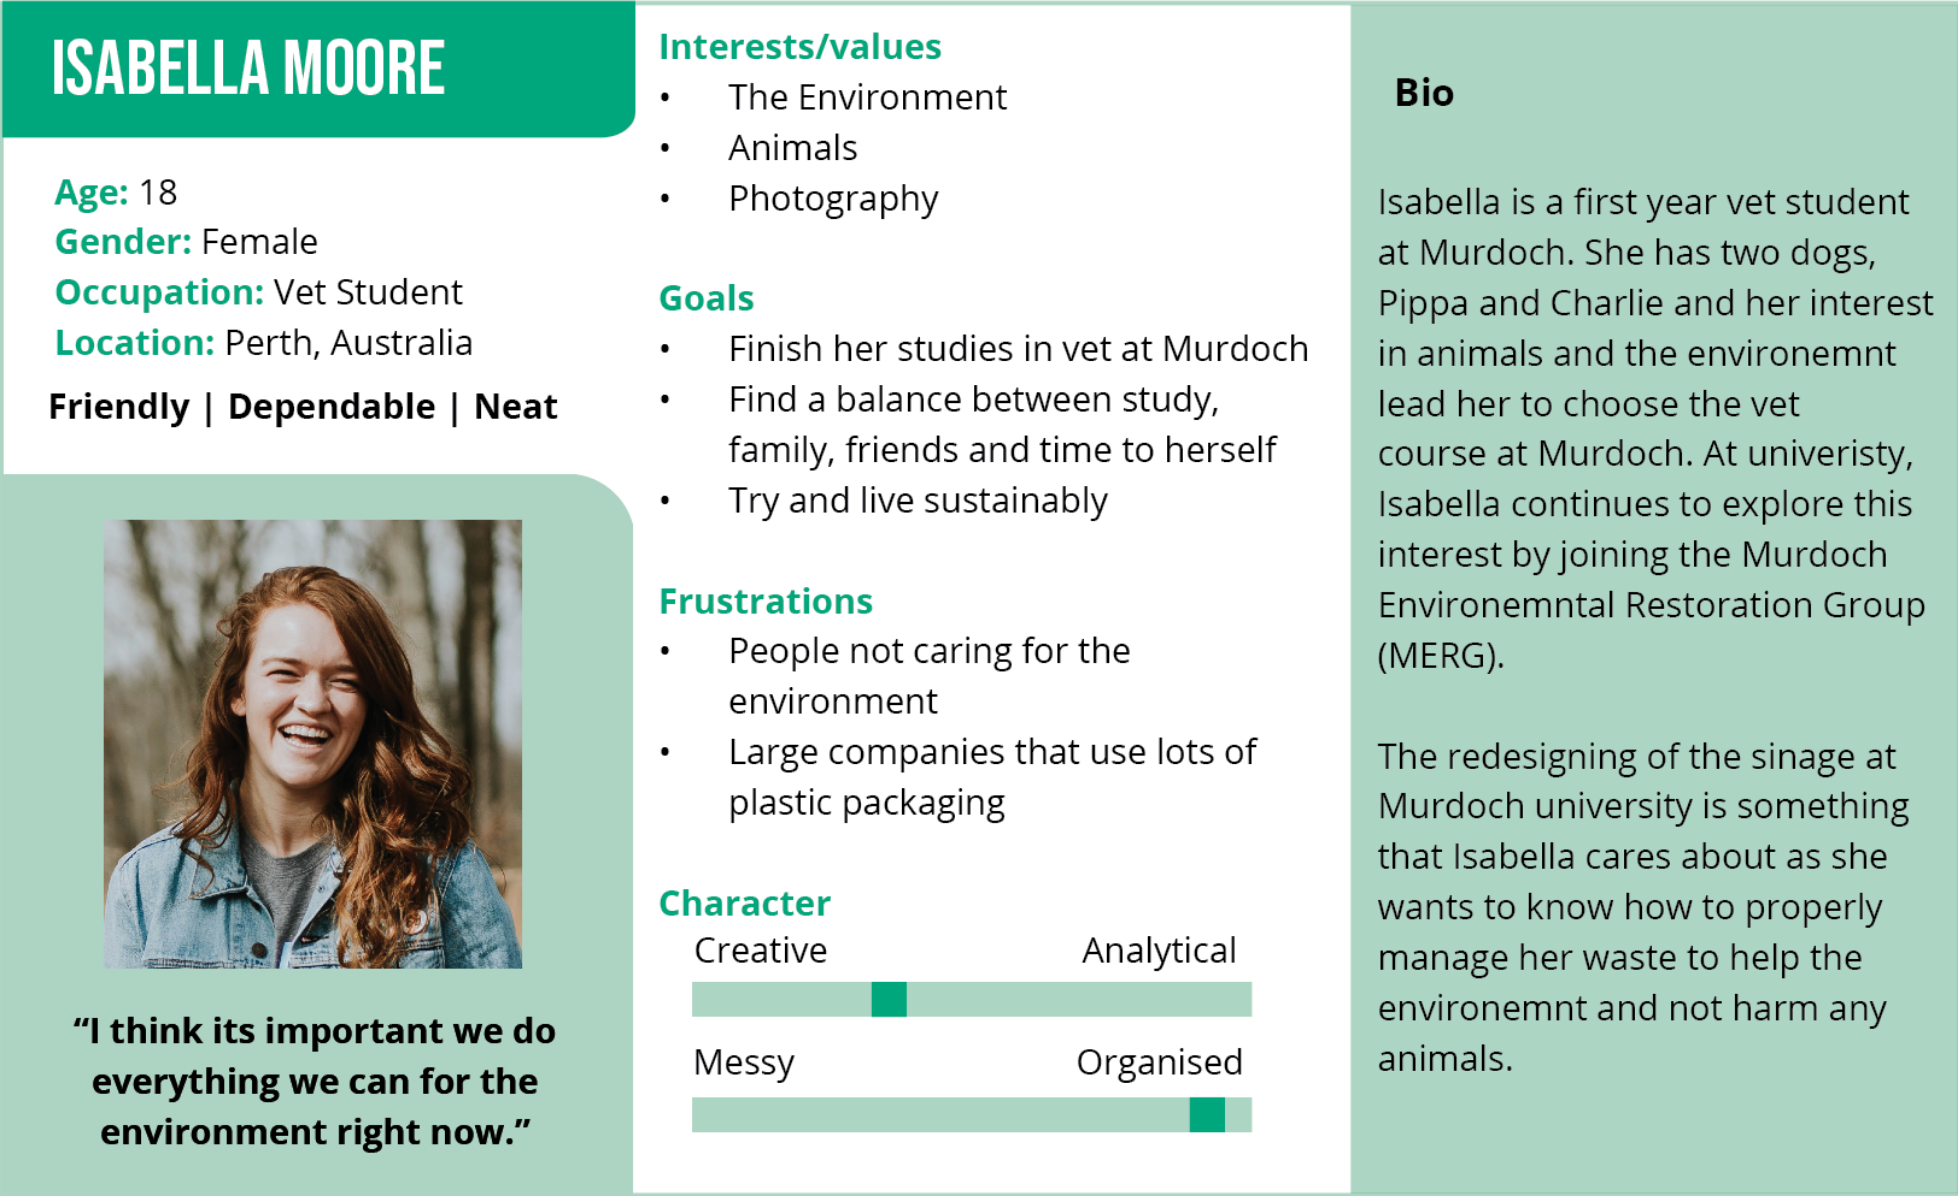 ISABELLA MOORE
Age: 18
Gender: Female
Occupation: Vet Student
Location: Perth, Australia
Friendly | Dependable | Neat
“I think its important we do
everything we can for the
environment right now.”
Interests/values
• The Environment
• Animals
• Photography
Goals
• Finish her studies in vet at Murdoch
• Find a balance between study,
family, friends and time to herself
• Try and live sustainably
Frustrations
• People not caring for the
environment
• Large companies that use lots of
plastic packaging
Character
Creative Analytical
Messy Organised
Bio
Isabella is a first year vet student
at Murdoch. She has two dogs,
Pippa and Charlie and her interest
in animals and the environemnt
lead her to choose the vet
course at Murdoch. At univeristy,
Isabella continues to explore this
interest by joining the Murdoch
Environemntal Restoration Group
(MERG).
The redesigning of the sinage at
Murdoch university is something
that Isabella cares about as she
wants to know how to properly
manage her waste to help the
environemnt and not harm any
animals.